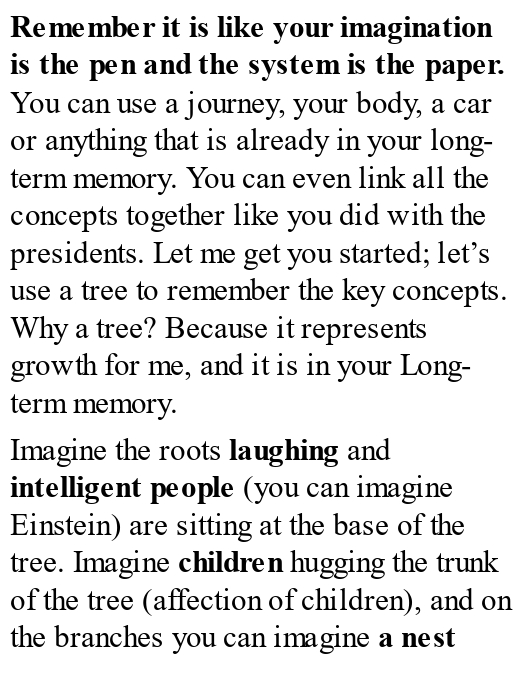 Remember it is like your imagination
is the pen and the system is the paper.
You can use a journey, your body, a car
or anything that is already in your long-
term memory. You can even link all the
concepts together like you did with the
presidents. Let me get you started; let’s
use a tree to remember the key concepts.
Why a tree? Because it represents
growth for me, and it is in your Long-
term memory.
Imagine the roots laughing and
intelligent people (you can imagine
Einstein) are sitting at the base of the
tree. Imagine children hugging the trunk
of the tree (affection of children), and on
the branches you can imagine a nest